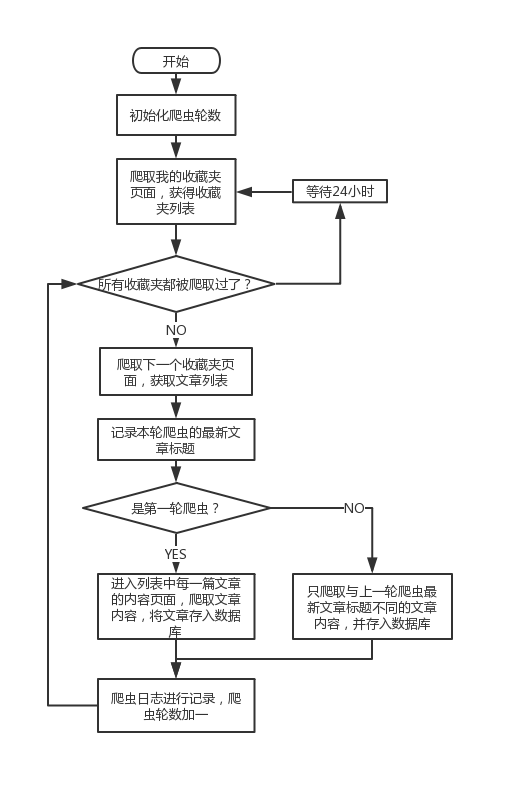 开始
初始化爬虫轮数
爬取我的收藏夹
页面，获得收藏
夹列表
等待24小时
所有收藏夹都被爬取过了？
NO
爬取下一个收藏夹页
面，获取文章列表
记录本轮爬虫的最新文
章标题
是第一轮爬虫？
NO
YES
进入列表中每一篇文章
的内容页面，爬取文章
内容，将文章存入数据
库
只爬取与上一轮爬虫最
新文章标题不同的文章
内容，并存入数据库
爬虫日志进行记录，爬
虫轮数加一